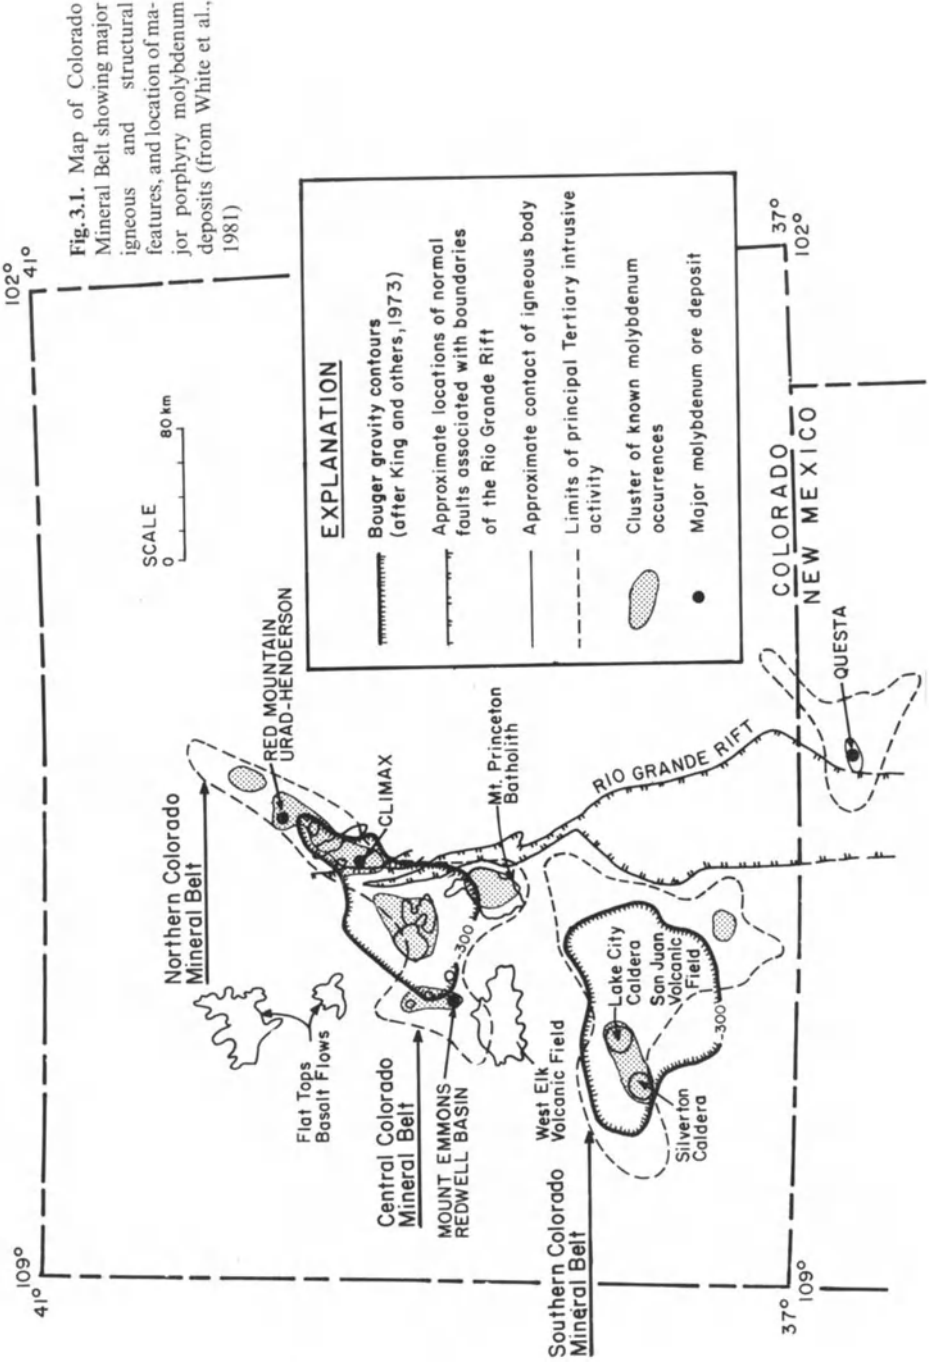 Fig. 3.1. Map of Colorado
Mineral Belt showing major
igneous and structural
features, and location of ma-
jor porphyry molybdenum
deposits (from White et al.,
1981)
109°
41°
102°
41°
SCALE
0 80 km
Northern Colorado
Mineral Belt
RED MOUNTAIN
URAD-HENDERSON
Flat Tops
Basalt Flows
CLIMAX
Central Colorado
Mineral Belt
MOUNT EMMONS
REDWELL BASIN
-300
Mt. Princeton
Batholith
West Elk
Volcanic Field
RIO GRANDE RIFT
Southern Colorado
Mineral Belt
Lake City
Caldera
San Juan
Volcanic
Field
Silverton
Caldera
-300
QUESTA
EXPLANATION
Bouger gravity contours
(after King and others, 1973)
Approximate locations of normal
faults associated with boundaries
of the Rio Grande Rift
Approximate contact of igneous body
Limits of principal Tertiary intrusive
activity
Cluster of known molybdenum
occurrences
Major molybdenum ore deposit
COLORADO
NEW MEXICO
37°
109°
37°
102°